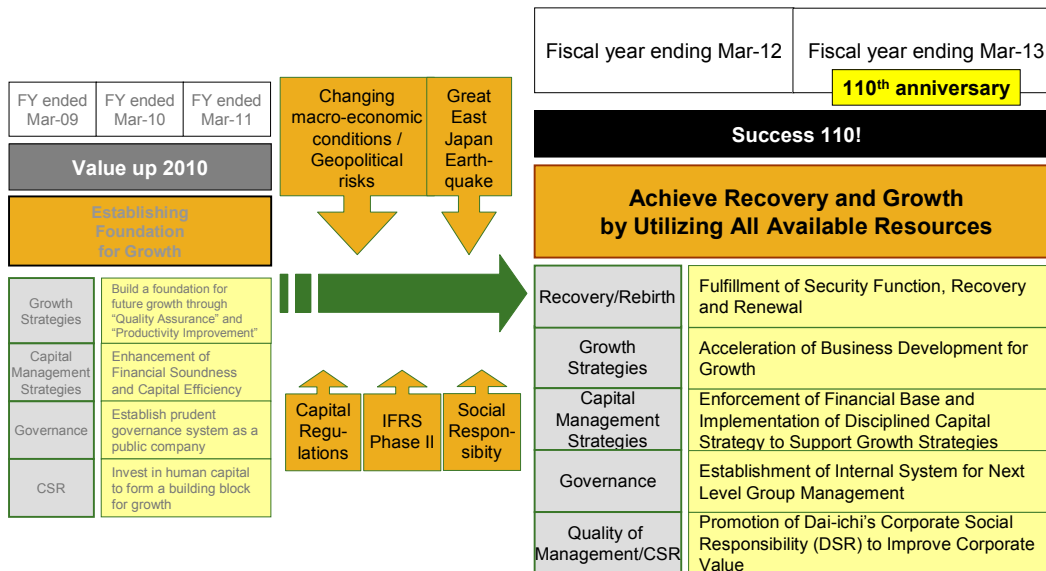 FY ended
Mar-09
FY ended
Mar-10
FY ended
Mar-11
Value up 2010
Establishing
Foundation
for Growth
Growth
Strategies
Build a foundation for
future growth through
“Quality Assurance” and
“Productivity Improvement”
Capital
Management
Strategies
Enhancement of
Financial Soundness
and Capital Efficiency
Governance
Establish prudent
governance system as a
public company
CSR
Invest in human capital
to form a building block
for growth
Changing
macro-economic
conditions /
Geopolitical
risks
Great
East
Japan
Earth-
quake
Capital
Regu-
lations
IFRS
Phase II
Social
Respon-
sibity
Fiscal year ending Mar-12
Fiscal year ending Mar-13
110th anniversary
Success 110!
Achieve Recovery and Growth
by Utilizing All Available Resources
Recovery/Rebirth
Fulfillment of Security Function, Recovery
and Renewal
Growth
Strategies
Acceleration of Business Development for
Growth
Capital
Management
Strategies
Enforcement of Financial Base and
Implementation of Disciplined Capital
Strategy to Support Growth Strategies
Governance
Establishment of Internal System for Next
Level Group Management
Quality of
Management/CSR
Promotion of Dai-ichi’s Corporate Social
Responsibility (DSR) to Improve Corporate
Value